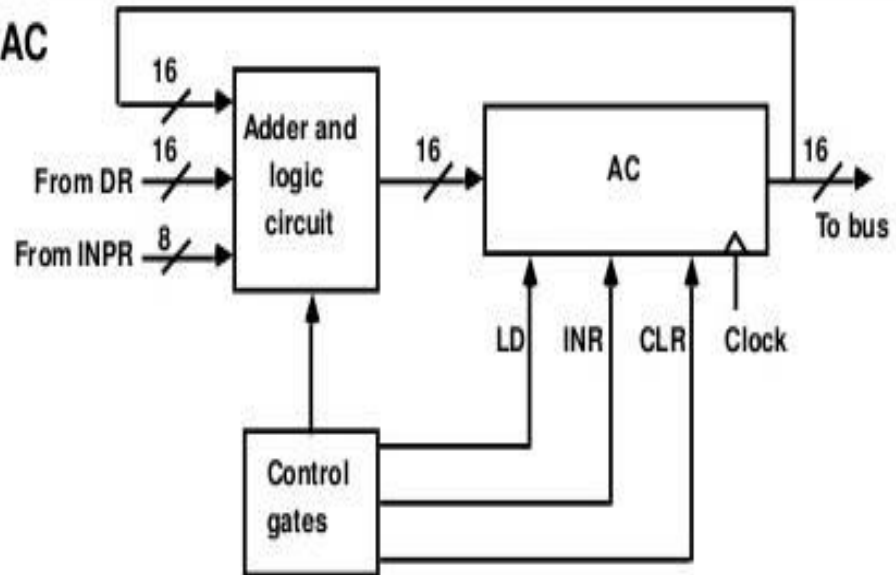 AC
16
16
From DR
8
From INPR
Adder and
logic
circuit
16
AC
16
To bus
LD
INR
CLR
Clock
Control
gates